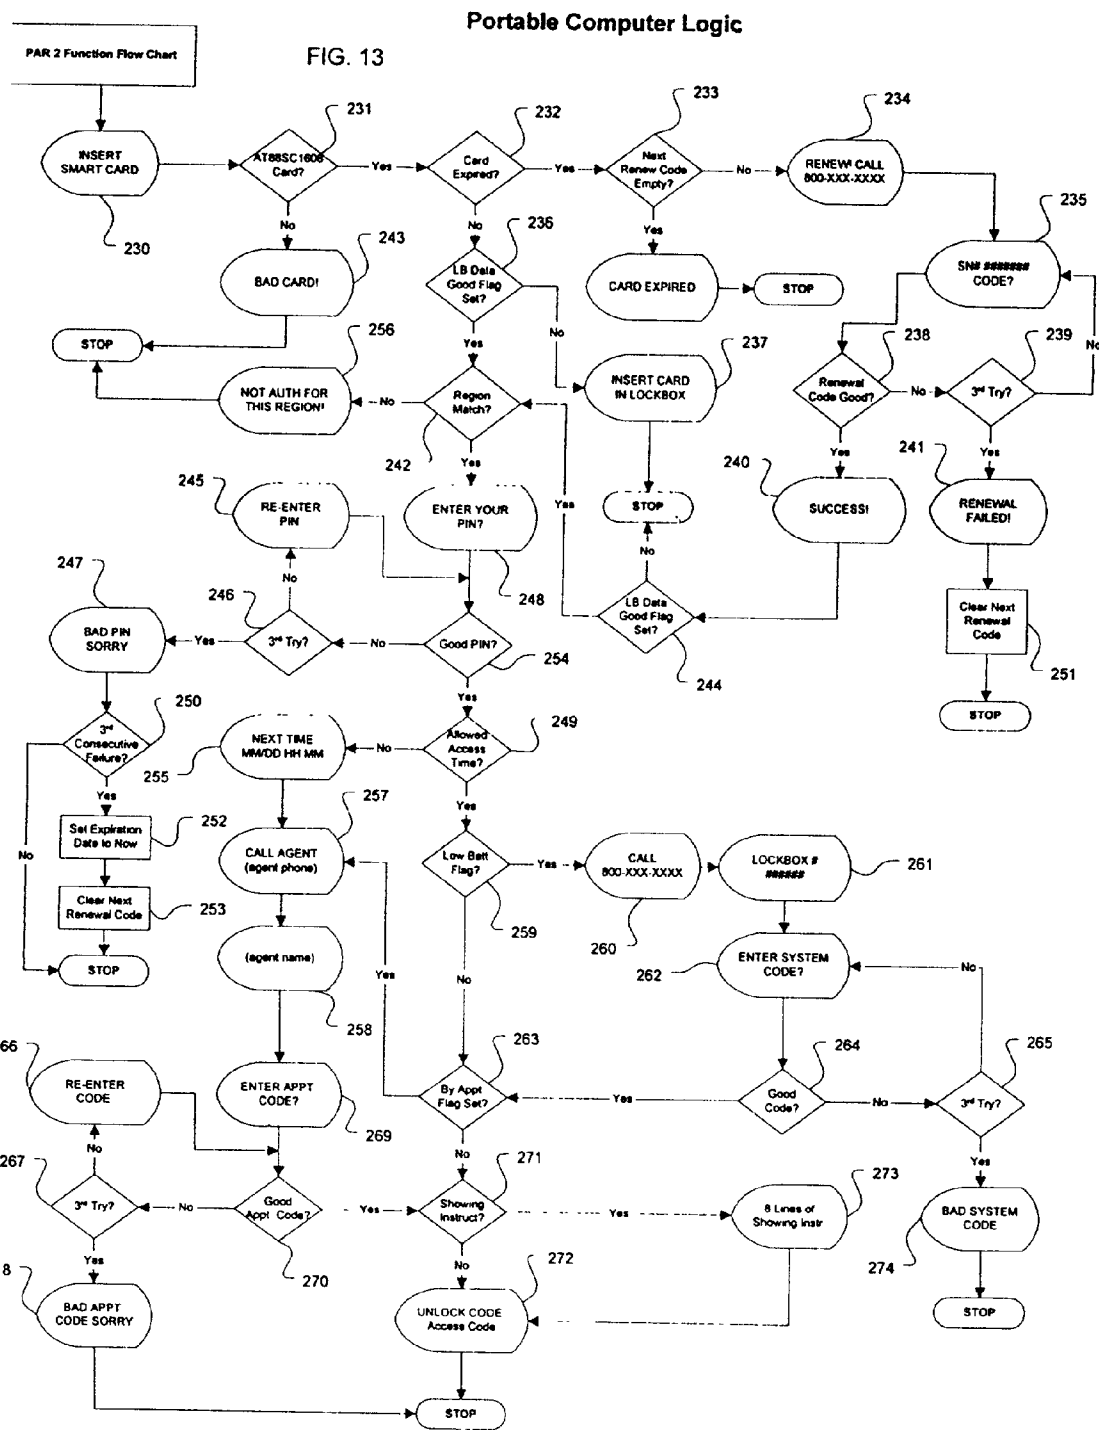 Portable Computer Logic
PAR 2 Function Flow Chart
FIG. 13
231
232
233
234
INSERT
SMART CARD
AT88SC1608
Card?
Yes
Card
Expired?
Yes
Next
Renew Code
Empty?
No
RENEW! CALL
800-XXX-XXXX
230
No
243
No
236
Yes
235
BAD CARD!
LB Data
Good Flag
Set?
CARD EXPIRED
STOP
SN# #######
CODE?
STOP
256
Yes
No
237
238
239
No
NOT AUTH FOR
THIS REGION!
No
Region
Match?
INSERT CARD
IN LOCKBOX
Renewal
Code Good?
No
3rd Try?
242
Yes
245
240
Yes
241
Yes
RE-ENTER
PIN
ENTER YOUR
PIN?
Yes
STOP
SUCCESS!
RENEWAL
FAILED!
No
247
246
No
248
BAD PIN
SORRY
Yes
3rd Try?
No
Good PIN?
LB Data
Good Flag
Set?
Clear Next
Renewal
Code
254
244
251
250
Yes
249
STOP
3rd
Consecutive
Failure?
NEXT TIME
MM/DD HH MM
No
Allowed
Access
Time?
255
Yes
257
Yes
Set Expiration
Date to Now
252
No
CALL AGENT
(agent phone)
Low Batt
Flag?
Yes
CALL
800-XXX-XXXX
LOCKBOX #
######
261
Clear Next
Renewal Code
253
259
260
STOP
(agent name)
Yes
No
262
ENTER SYSTEM
CODE?
No
258
66
263
264
265
RE-ENTER
CODE
ENTER APPT
CODE?
By Appt
Flag Set?
Yes
Good
Code?
No
3rd Try?
269
No
No
271
273
Yes
267
3rd Try?
No
Good
Appt Code?
Yes
Showing
Instruct?
Yes
8 Lines of
Showing Instr
BAD SYSTEM
CODE
Yes
270
No
272
274
8
BAD APPT
CODE SORRY
UNLOCK CODE
Access Code
STOP
STOP